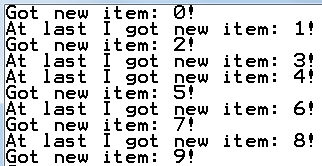 Got new item: 0!
At last I got new item: 1!
Got new item: 2!
At last I got new item: 3!
At last I got new item: 4!
Got new item: 5!
At last I got new item: 6!
Got new item: 7!
At last I got new item: 8!
Got new item: 9!